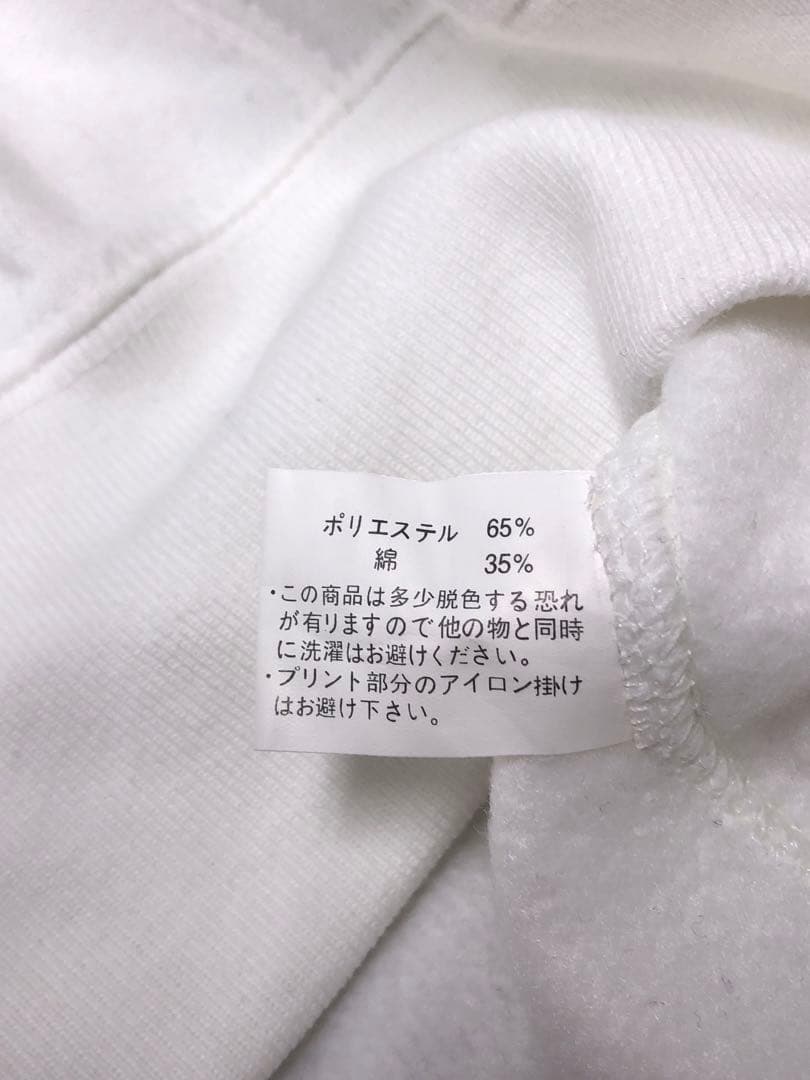 ポリエステル 65%
綿 35%
・この商品は多少脱色する恐れ
が有りますので他の物と同時
に洗濯はお避けください。
・プリント部分のアイロン掛け
はお避け下さい。